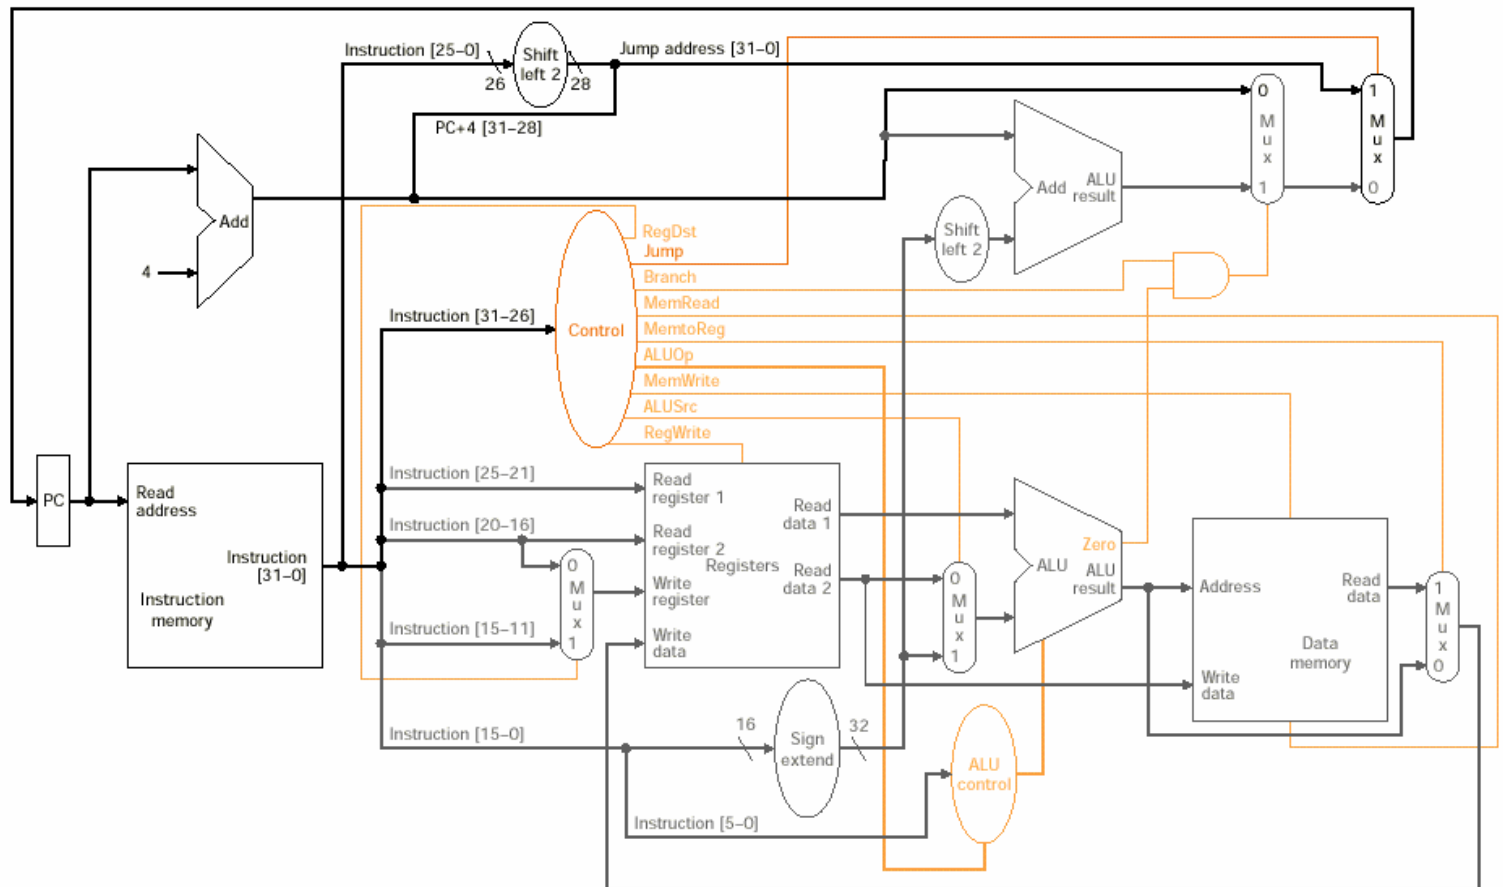 Instruction [25–0]
26
Shift
left 2
28
Jump address [31–0]
PC+4 [31–28]
Add
4
0
M
u
x
1
1
M
u
x
0
Add
ALU
result
Shift
left 2
RegDst
Jump
Branch
MemRead
MemtoReg
ALUOp
MemWrite
ALUSrc
RegWrite
Control
Instruction [31–26]
PC
Read
address
Instruction
[31–0]
Instruction
memory
Instruction [25–21]
Instruction [20–16]
Instruction [15–11]
0
M
u
x
1
Read
register 1
Read
register 2
Registers
Write
register
Write
data
Read
data 1
Read
data 2
0
M
u
x
1
Zero
ALU
ALU
result
Address
Read
data
Data
memory
Write
data
1
M
u
x
0
Instruction [15–0]
16
Sign
extend
32
ALU
control
Instruction [5–0]